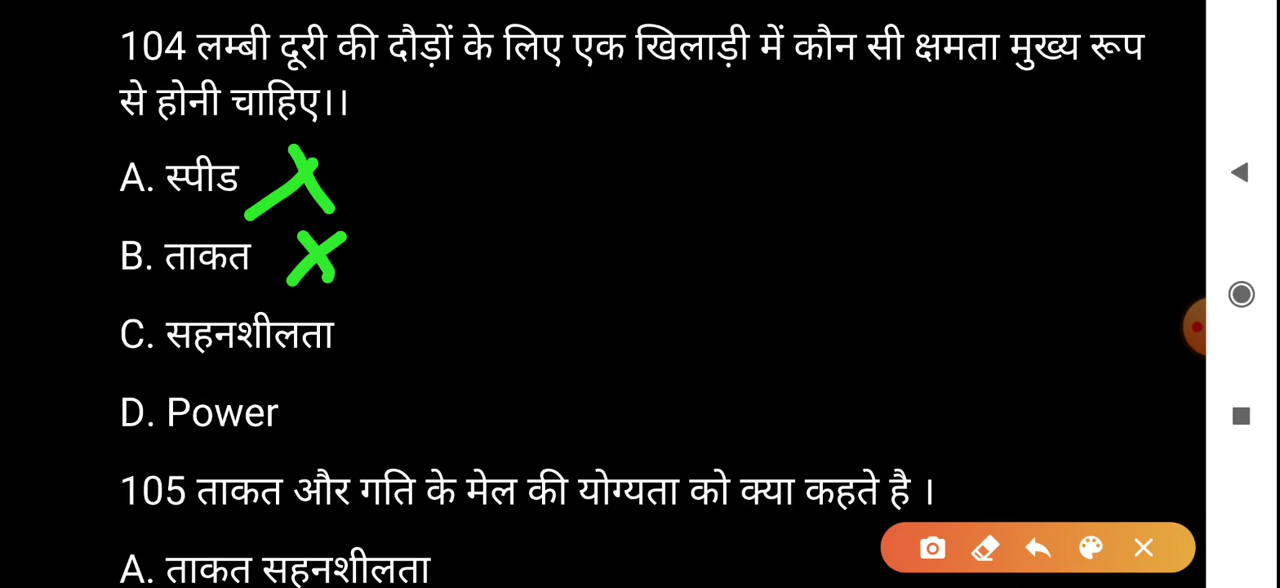 104 लम्बी दूरी की दौड़ों के लिए एक खिलाड़ी में कौन सी क्षमता मुख्य रूप
से होनी चाहिए।।
A. स्पीड
B. ताकत
C. सहनशीलता
D. Power
105 ताकत और गति के मेल की योग्यता को क्या कहते है ।
A. ताकत सहनशीलता